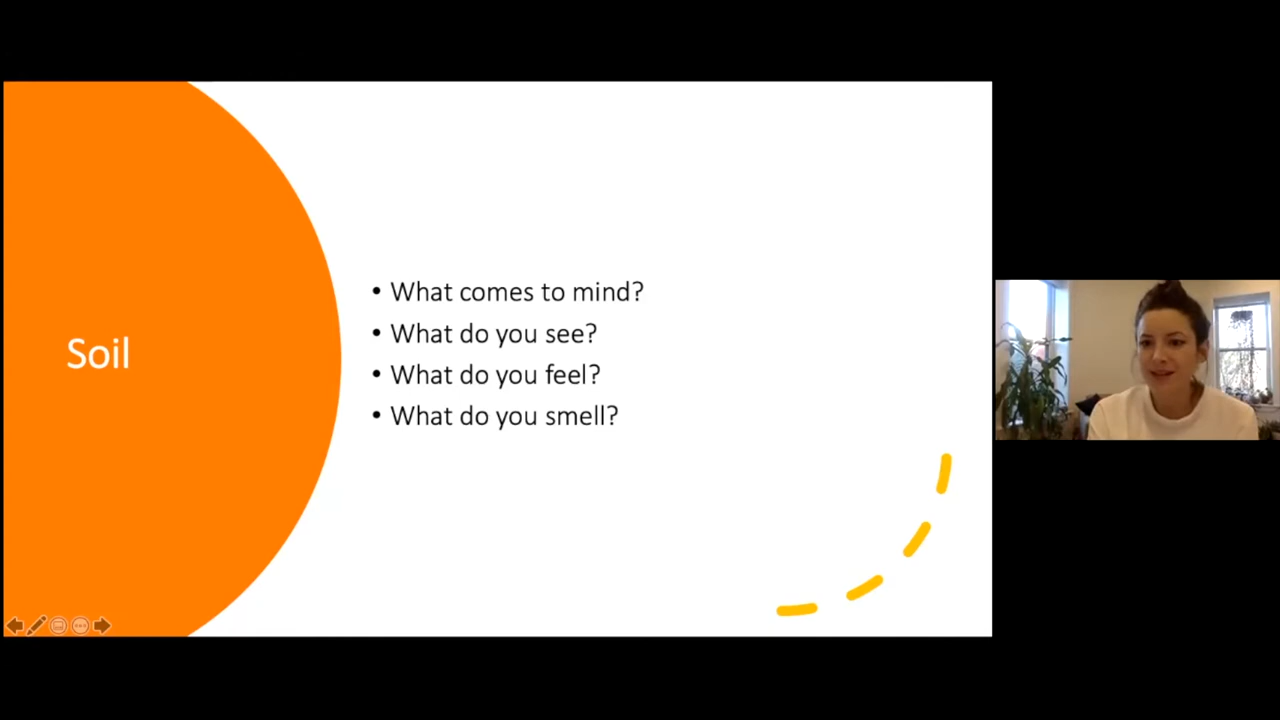 Soil
• What comes to mind?
• What do you see?
• What do you feel?
• What do you smell?